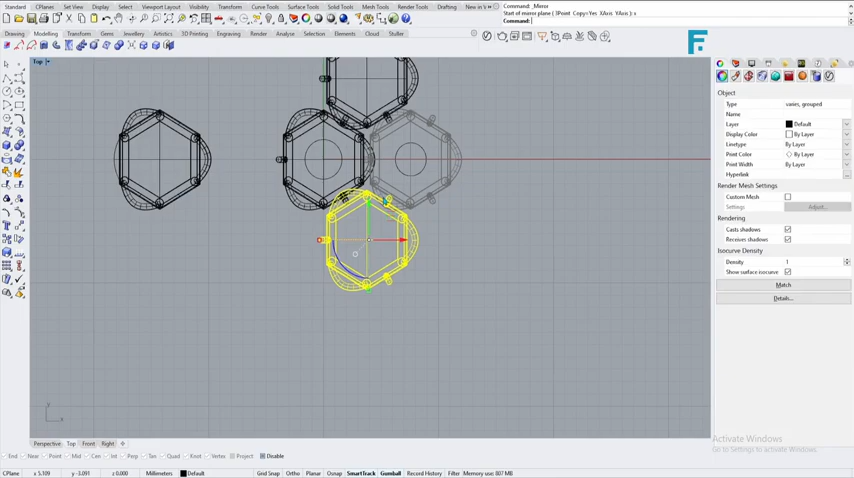 Standard CPlanes Set View Display Select Viewport Layout Visibility Transform Curve Tools Surface Tools Solid Tools Mesh Tools Render Tools Drafting New in V
Command: _Mirror
Start of mirror plane ( 3Point Copy=Yes XAxis YAxis ): x
Command:
Drawing Modelling Transform Jewellery Artistic 3D Printing Engraving Render Analyse Selection Elements Cloud Stuller
Top
Object
Type varies, grouped
Name
Layer Default
Display Color By Layer
Linetype By Layer
Print Color By Layer
Print Width By Layer
Hyperlink
Render Mesh Settings
Custom Mesh
Settings Adjust...
Rendering
Casts shadows
Receives shadows
Isocurve Density
Density 1
Show surface isocurve
Match
Details...
y
x
Activate Windows
Go to Settings to activate Windows.
Perspective Top Front Right
End Near Point Mid Cen Int Perp Tan Quad Knot Vertex Project Disable
CPlane x 5.109 y -3.091 z 0.000 Millimeters Default Grid Snap Ortho Planar Osnap SmartTrack Gumball Record History Filter Memory use: 807 MB